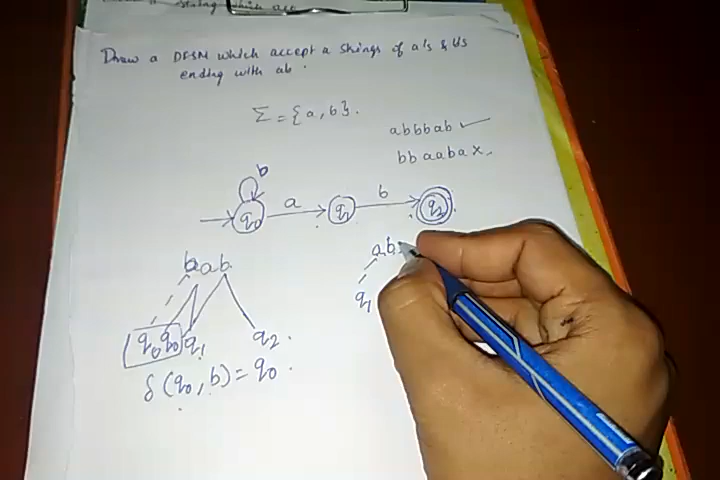 Draw a DFSM which accept a strings of a's & b's
ending with ab.
Σ = {a, b}.
abbbab ✓
bbaaba x.
b
q0 a q1 b q2
bab
q0 q0 q1 q2.
δ(q0, b) = q0.
ab
q1